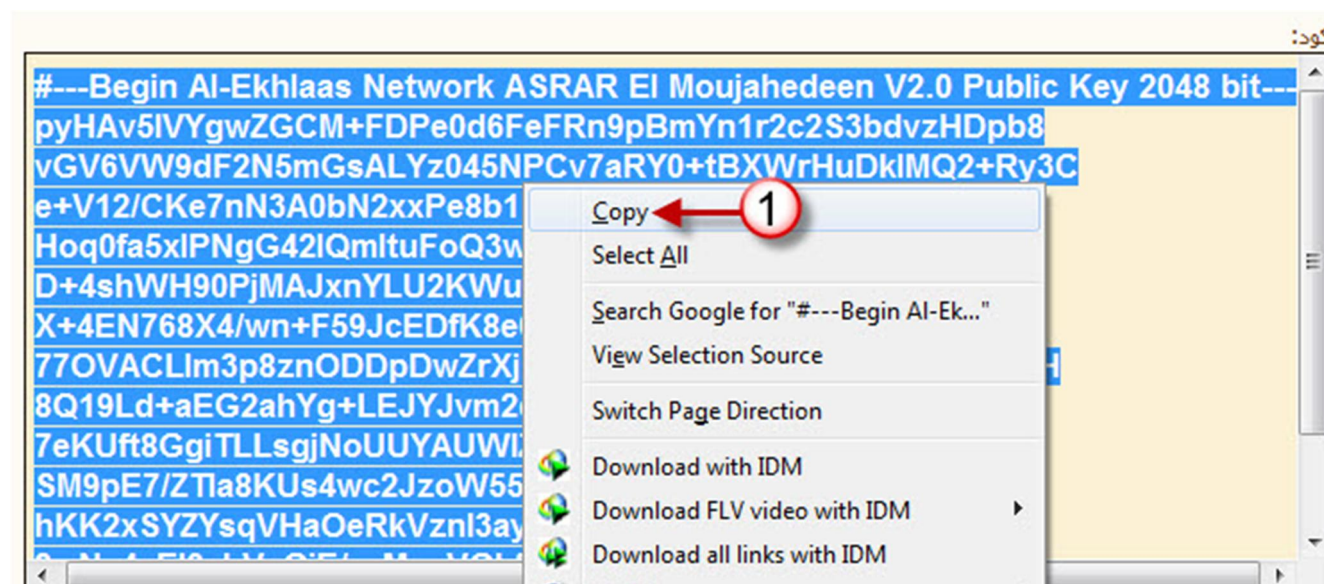 كود:
#---Begin Al-Ekhlaas Network ASRAR El Moujahedeen V2.0 Public Key 2048 bit---
pyHAv5lVYgwZGCM+FDPe0d6FeFRn9pBmYn1r2c2S3bdvzHDpb8
vGV6VW9dF2N5mGsALYz045NPCv7aRY0+tBXWrHuDklMQ2+Ry3C
e+V12/CKe7nN3A0bN2xxPe8b1
Copy 1
Hoq0fa5xlPNgG42lQmltuFoQ3w
Select All
D+4shWH90PjMAJxnYLU2KWu
Search Google for "#---Begin Al-Ek..."
X+4EN768X4/wn+F59JcEDfK8e
View Selection Source
77OVACLlm3p8znODDpDwZrXj
8Q19Ld+aEG2ahYg+LEJYJvm2
Switch Page Direction
7eKUft8GgiTLLsgjNoUUYAUWl
Download with IDM
SM9pE7/ZTla8KUs4wc2JzoW55
Download FLV video with IDM
hKK2xSYZYsqVHaOeRkVznl3ay
Download all links with IDM